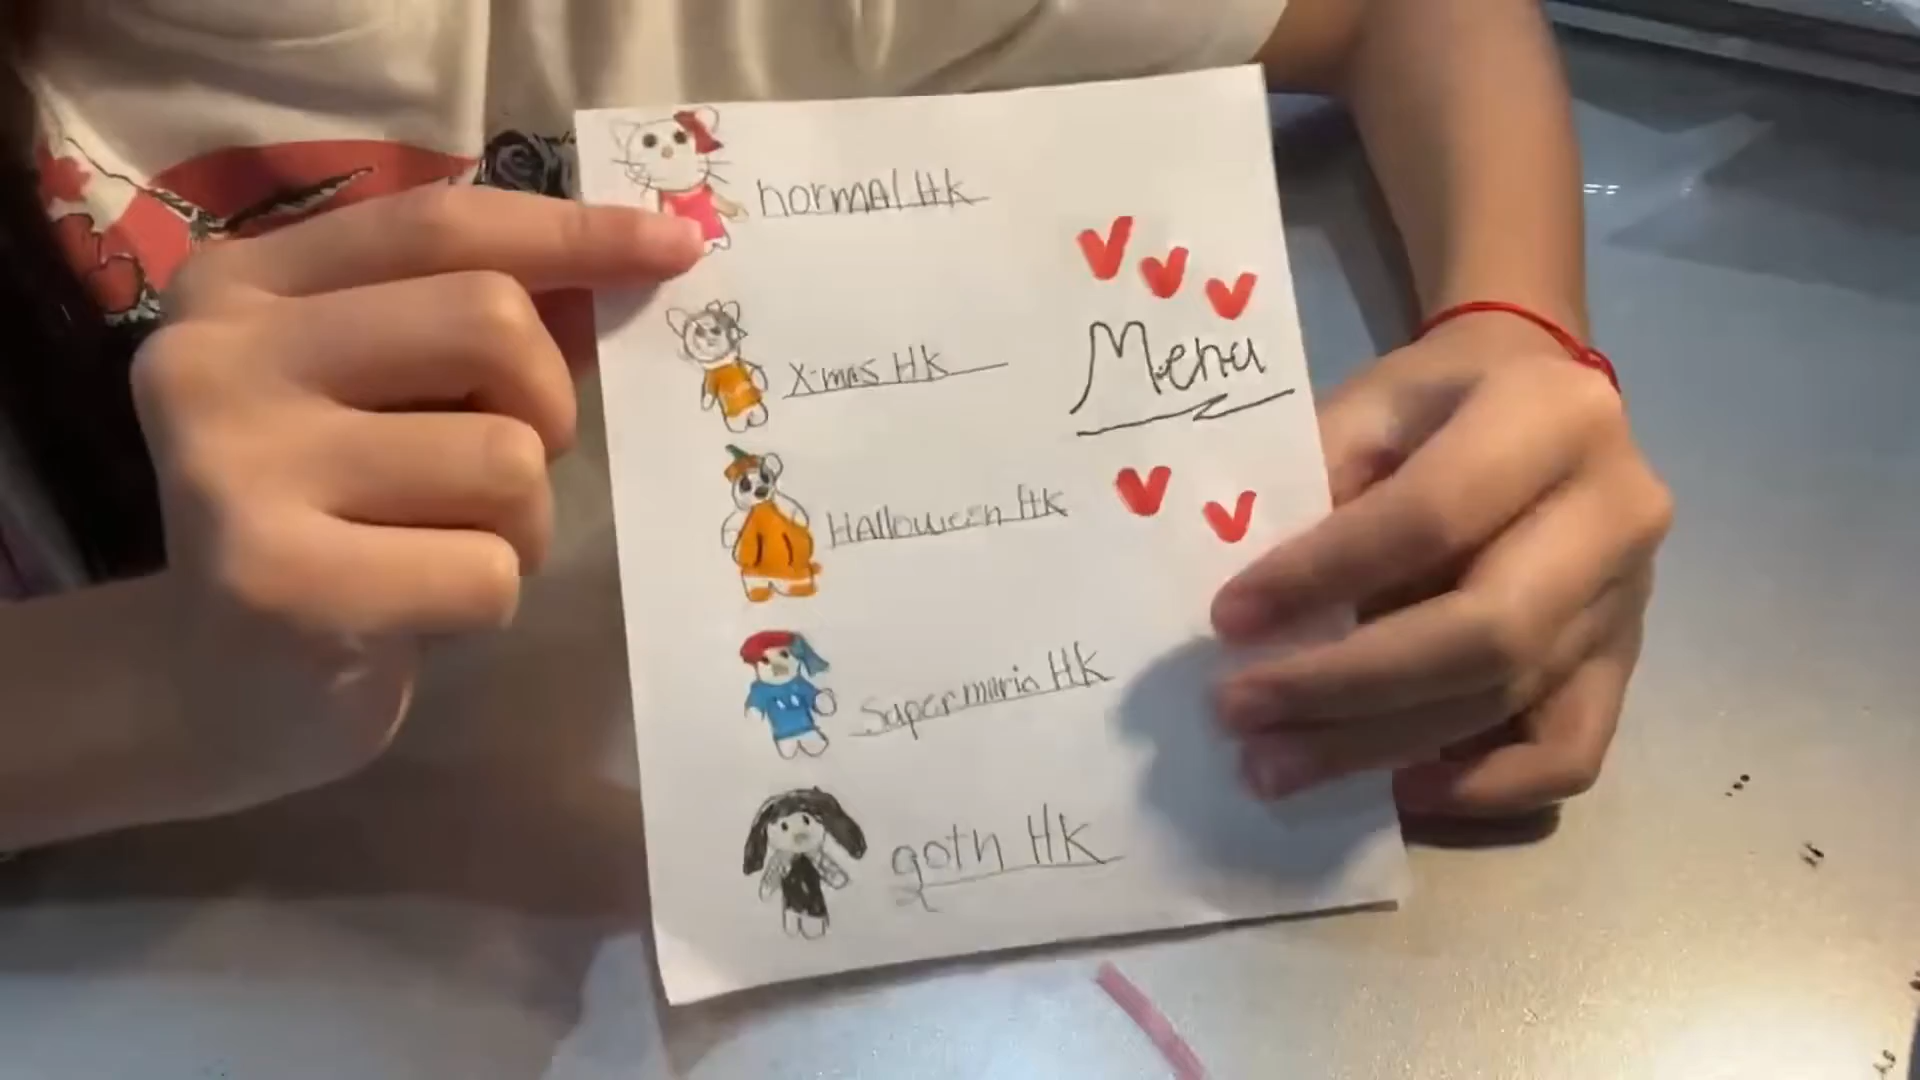 normal HK
X-mas HK
Menu
Halloween HK
Supermario HK
goth HK